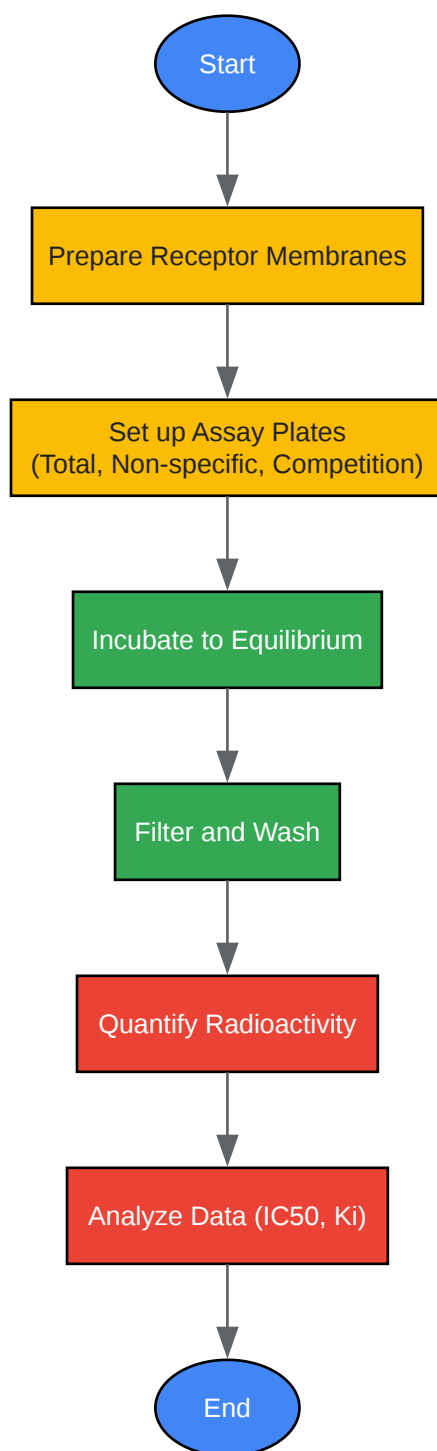 Start
Prepare Receptor Membranes
Set up Assay Plates
(Total, Non-specific, Competition)
Incubate to Equilibrium
Filter and Wash
Quantify Radioactivity
Analyze Data (IC50, Ki)
End